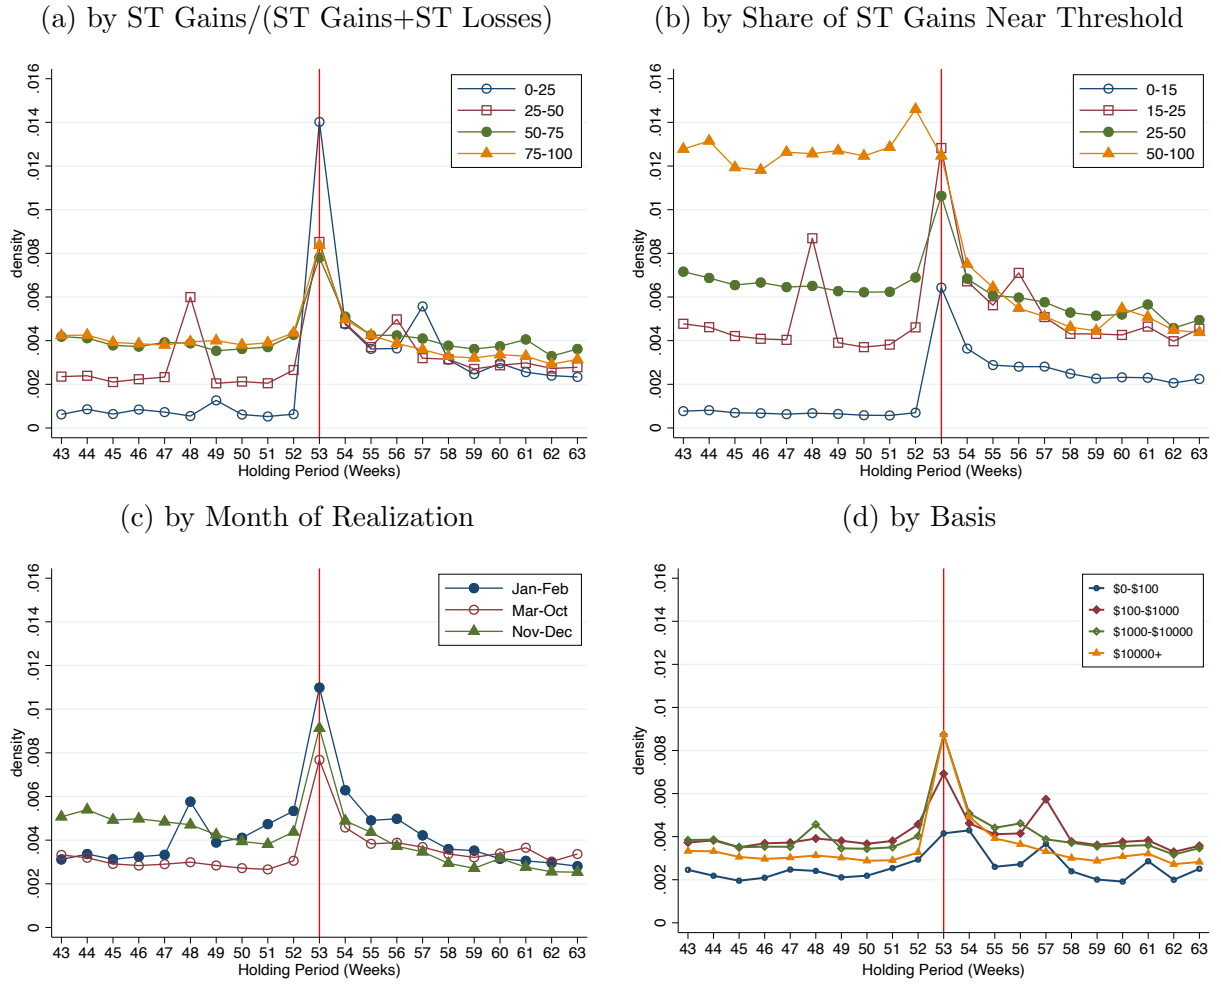 (a) by ST Gains/(ST Gains+ST Losses)
density
0 .002 .004 .006 .008 .01 .012 .014 .016
0-25
25-50
50-75
75-100
43 44 45 46 47 48 49 50 51 52 53 54 55 56 57 58 59 60 61 62 63
Holding Period (Weeks)
(b) by Share of ST Gains Near Threshold
density
0 .002 .004 .006 .008 .01 .012 .014 .016
0-15
15-25
25-50
50-100
43 44 45 46 47 48 49 50 51 52 53 54 55 56 57 58 59 60 61 62 63
Holding Period (Weeks)
(c) by Month of Realization
density
0 .002 .004 .006 .008 .01 .012 .014 .016
Jan-Feb
Mar-Oct
Nov-Dec
43 44 45 46 47 48 49 50 51 52 53 54 55 56 57 58 59 60 61 62 63
Holding Period (Weeks)
(d) by Basis
density
0 .002 .004 .006 .008 .01 .012 .014 .016
$0-$100
$100-$1000
$1000-$10000
$10000+
43 44 45 46 47 48 49 50 51 52 53 54 55 56 57 58 59 60 61 62 63
Holding Period (Weeks)